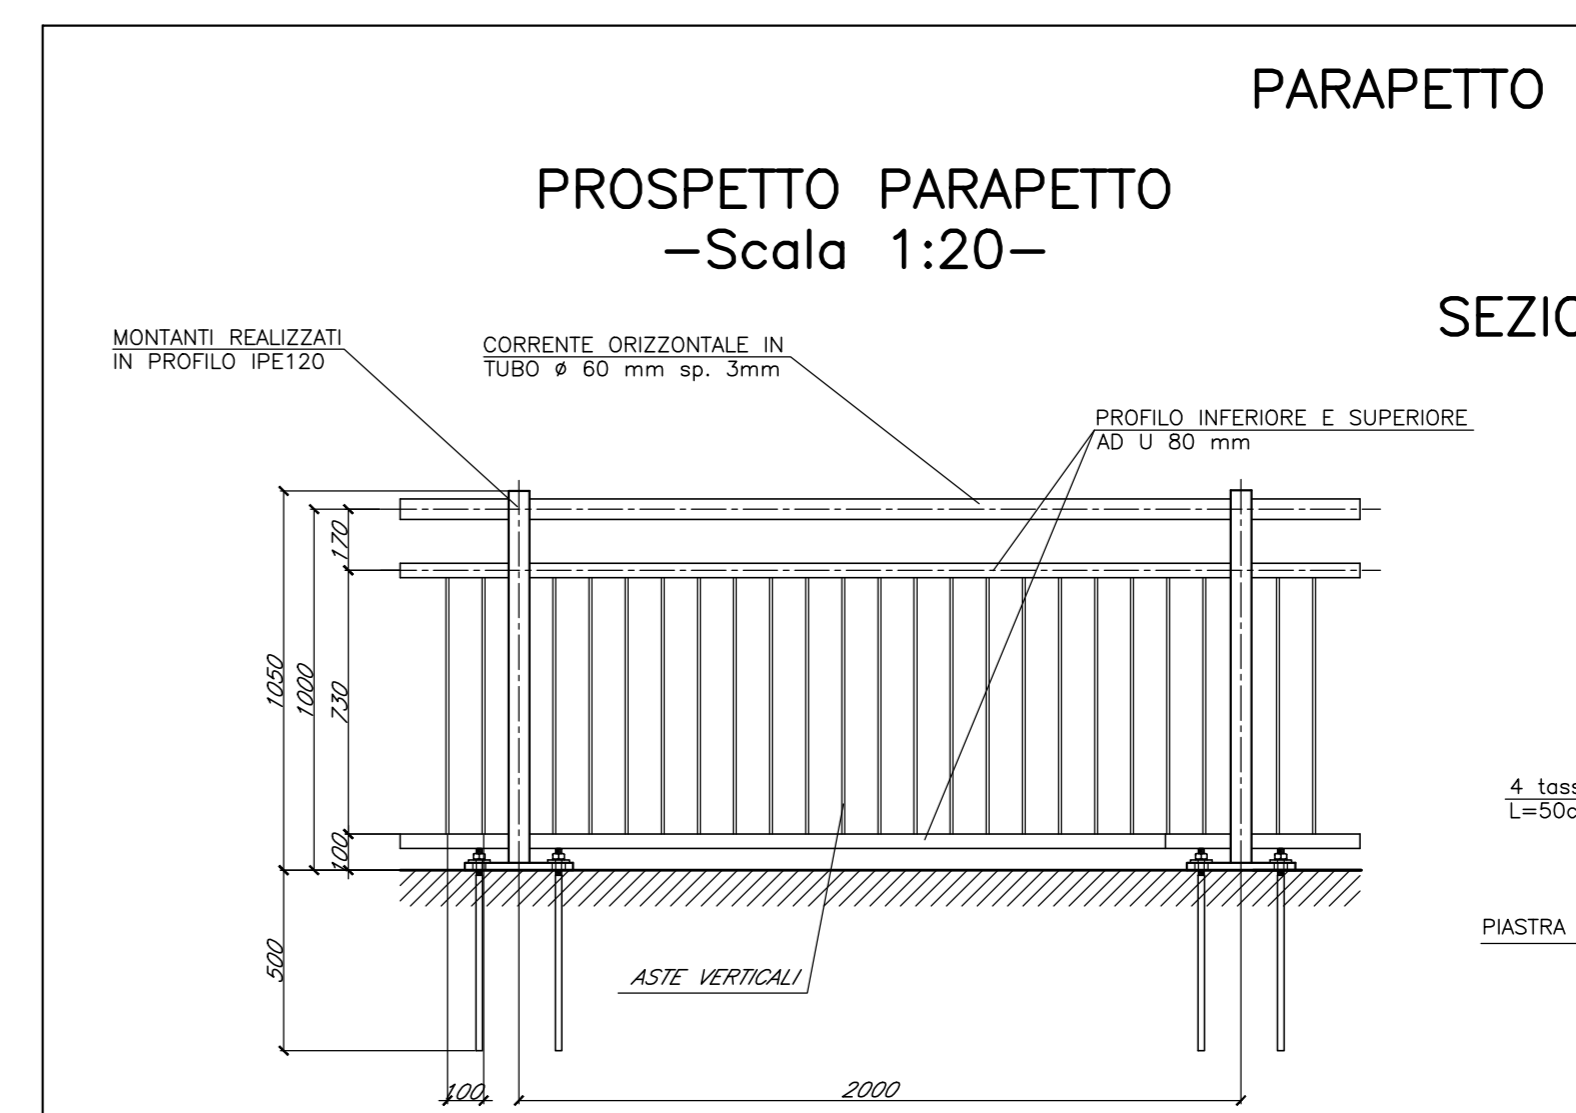 PARAPETTO
PROSPETTO PARAPETTO
-Scala 1:20-
SEZIO
MONTANTI REALIZZATI
IN PROFILO IPE120
CORRENTE ORIZZONTALE IN
TUBO ø 60 mm sp. 3mm
PROFILO INFERIORE E SUPERIORE
AD U 80 mm
170
1050
1000
730
100
500
4 tass
L=50c
PIASTRA
ASTE VERTICALI
100
2000